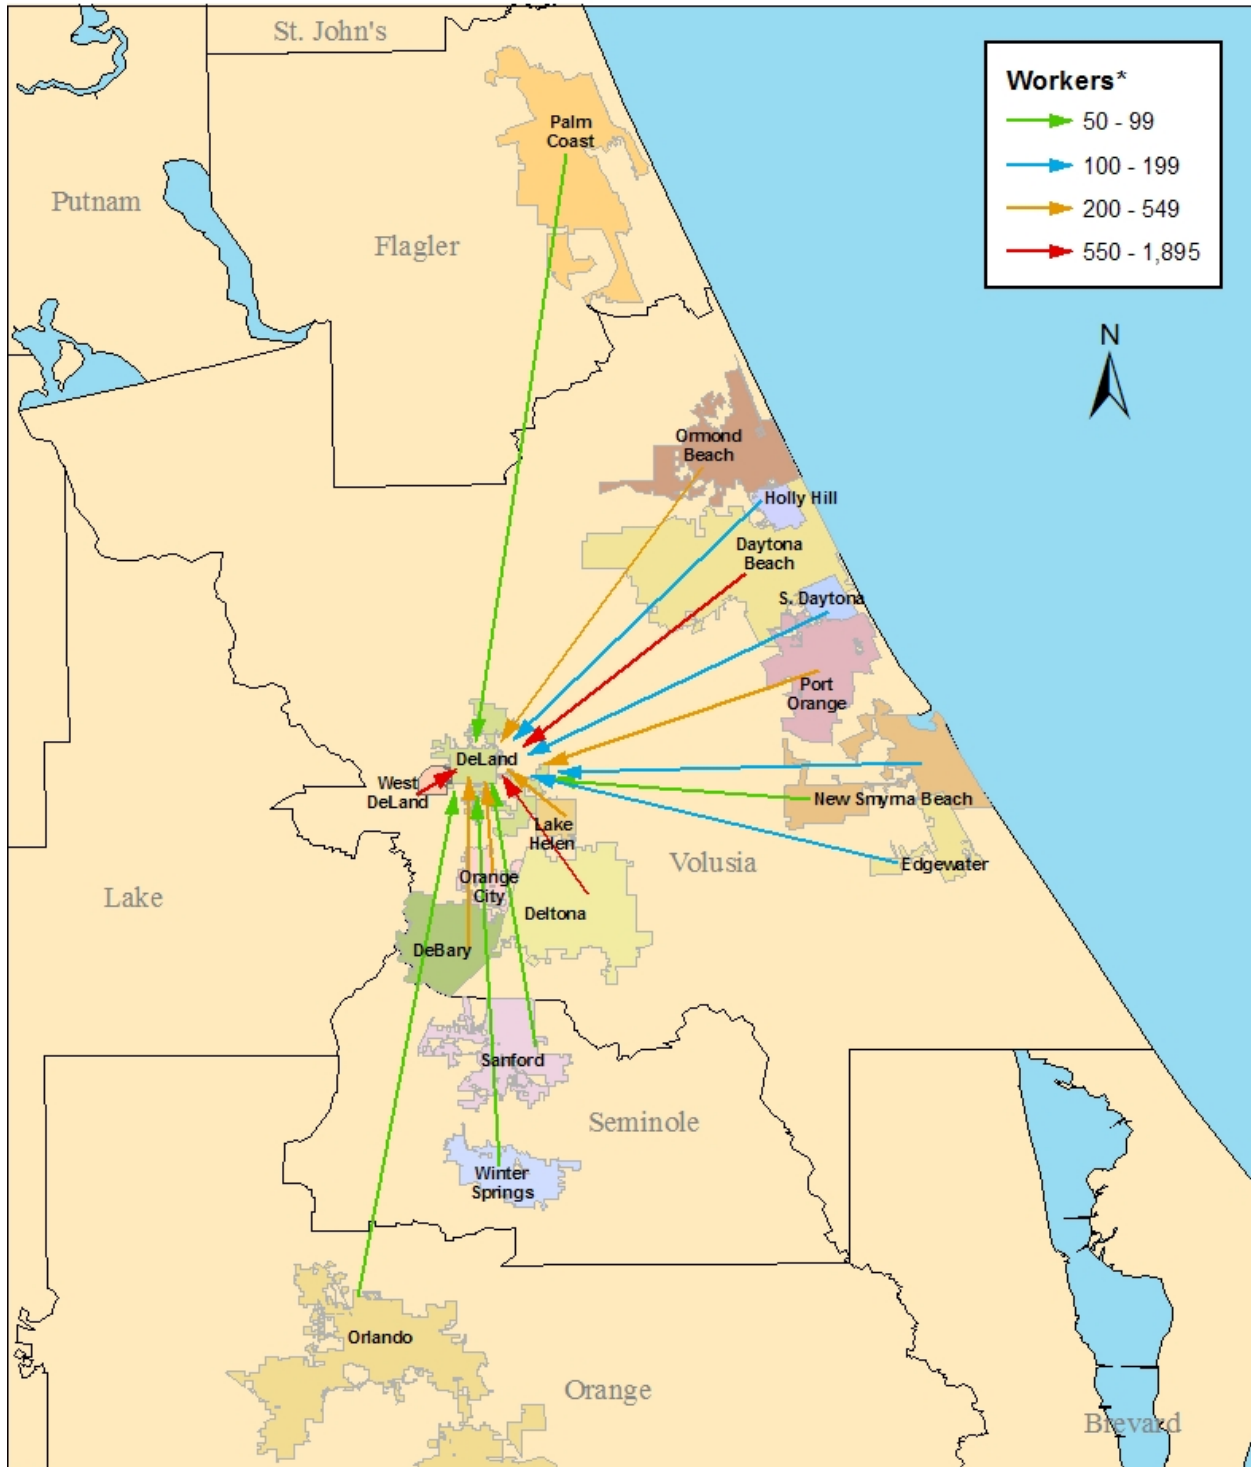 St. John's
Workers*
50 - 99
100 - 199
200 - 549
550 - 1,895
Palm
Coast
Putnam
Flagler
N
Ormond
Beach
Holly Hill
Daytona
Beach
S. Daytona
Port
Orange
DeLand
West
DeLand
New Smyrna Beach
Lake
Helen
Volusia
Edgewater
Orange
City
Lake
Deltona
DeBary
Sanford
Seminole
Winter
Springs
Orlando
Orange
Brevard